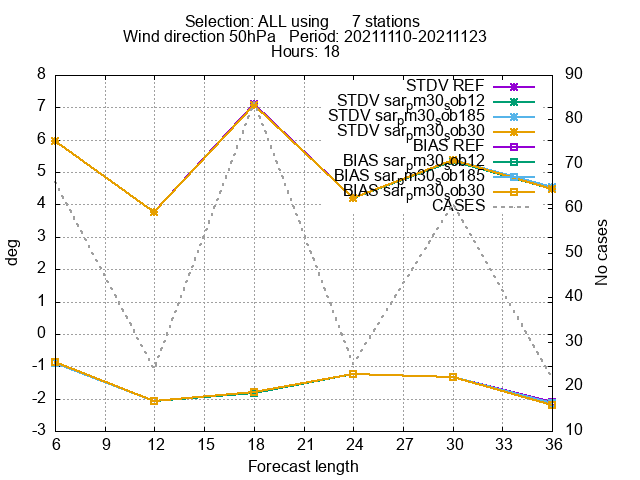 Selection: ALL using     7 stations
Wind direction 50hPa   Period: 20211110-20211123
Hours: 18
8
7
6
5
4
3
2
1
0
-1
-2
-3
deg
90
80
70
60
50
40
30
20
10
No cases
STDV REF
STDV sar_pm30_sob12
STDV sar_pm30_sob185
STDV sar_pm30_sob30
BIAS REF
BIAS sar_pm30_sob12
BIAS sar_pm30_sob185
BIAS sar_pm30_sob30
CASES
6 9 12 15 18 21 24 27 30 33 36
Forecast length